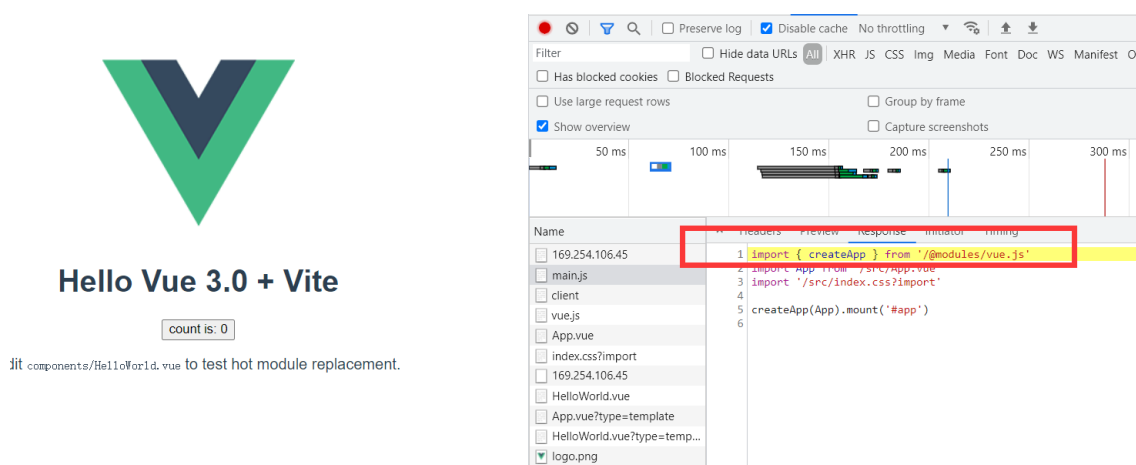 Hello Vue 3.0 + Vite
count is: 0
dit components/HelloWorld.vue to test hot module replacement.
Preserve log Disable cache No throttling
Filter Hide data URLs All XHR JS CSS Img Media Font Doc WS Manifest O
Has blocked cookies Blocked Requests
Use large request rows Group by frame
Show overview Capture screenshots
50 ms 100 ms 150 ms 200 ms 250 ms 300 ms
Name × Headers Preview Response Initiator Timing
169.254.106.45
main.js
client
vue.js
App.vue
index.css?import
169.254.106.45
HelloWorld.vue
App.vue?type=template
HelloWorld.vue?type=temp...
logo.png
1 import { createApp } from '/@modules/vue.js'
2 import App from '/src/App.vue'
3 import '/src/index.css?import'
4
5 createApp(App).mount('#app')
6